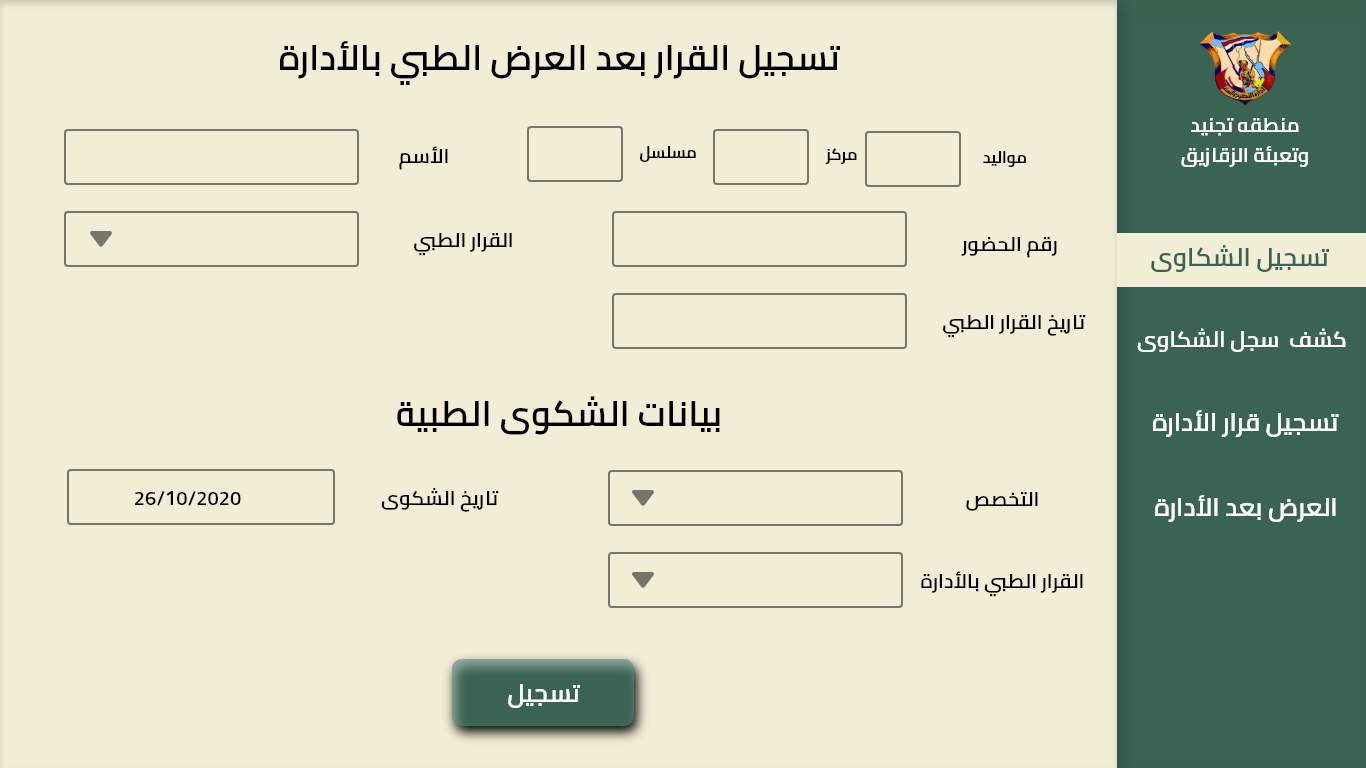 منطقه تجنيد
وتعبئة الزقازيق
تسجيل الشكاوى
كشف سجل الشكاوى
تسجيل قرار الأدارة
العرض بعد الأدارة
تسجيل القرار بعد العرض الطبي بالأدارة
مواليد مركز مسلسل الأسم
رقم الحضور القرار الطبي
تاريخ القرار الطبي
بيانات الشكوى الطبية
التخصص تاريخ الشكوى 26/10/2020
القرار الطبي بالأدارة
تسجيل